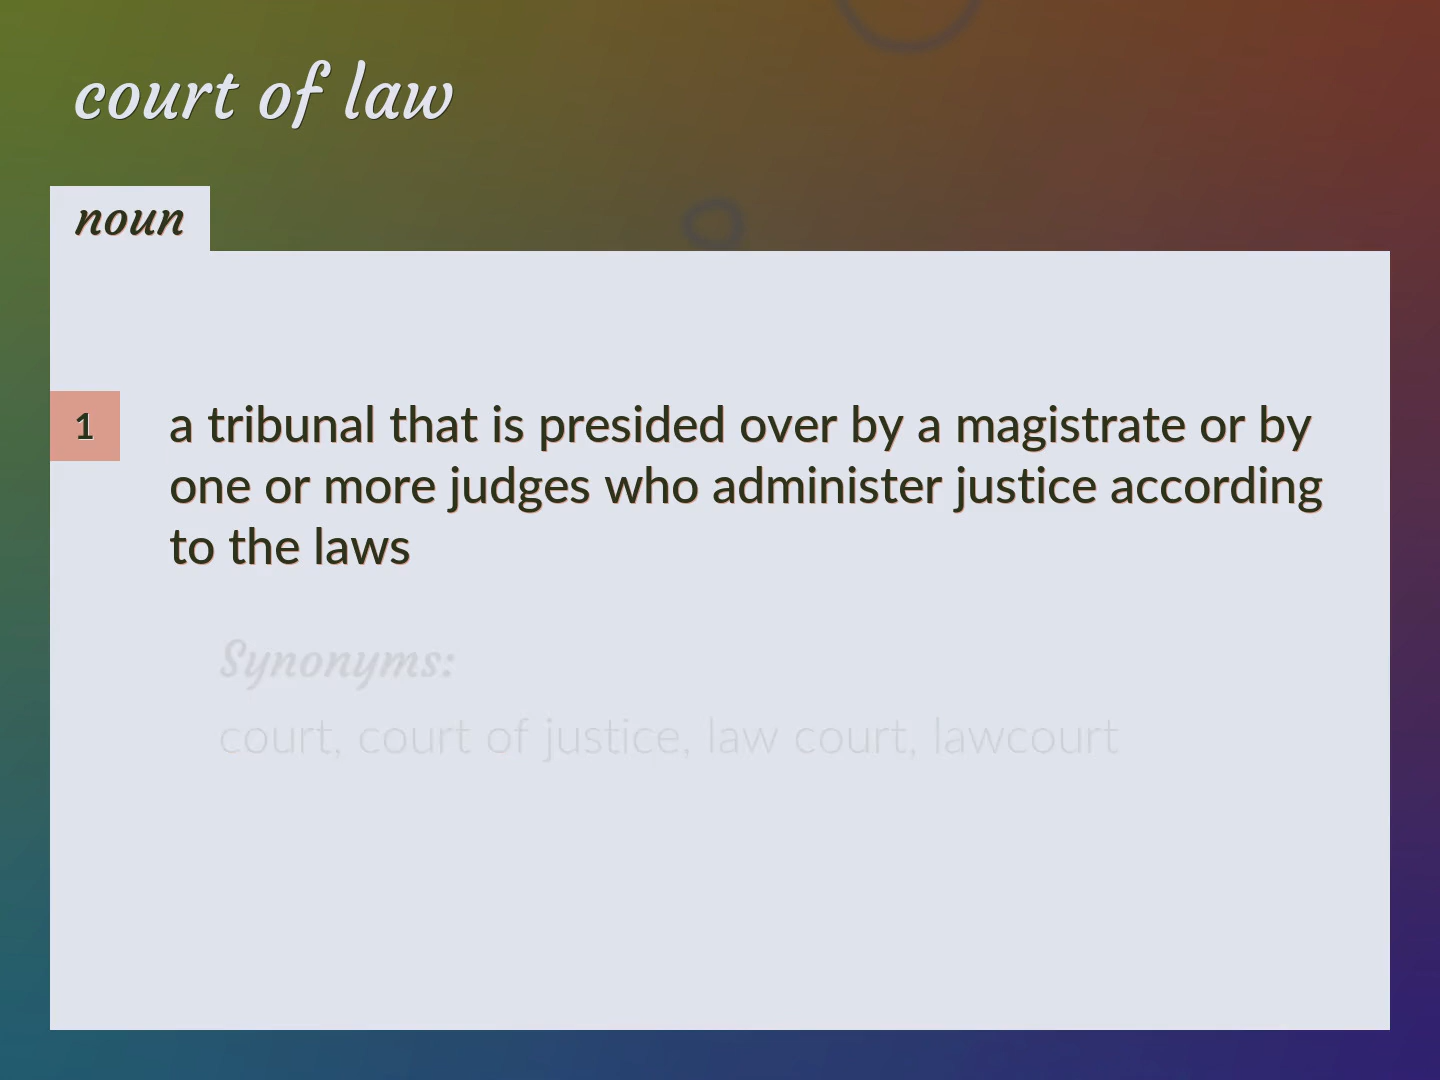 court of law
noun
1
a tribunal that is presided over by a magistrate or by
one or more judges who administer justice according
to the laws
Synonyms:
court, court of justice, law court, lawcourt